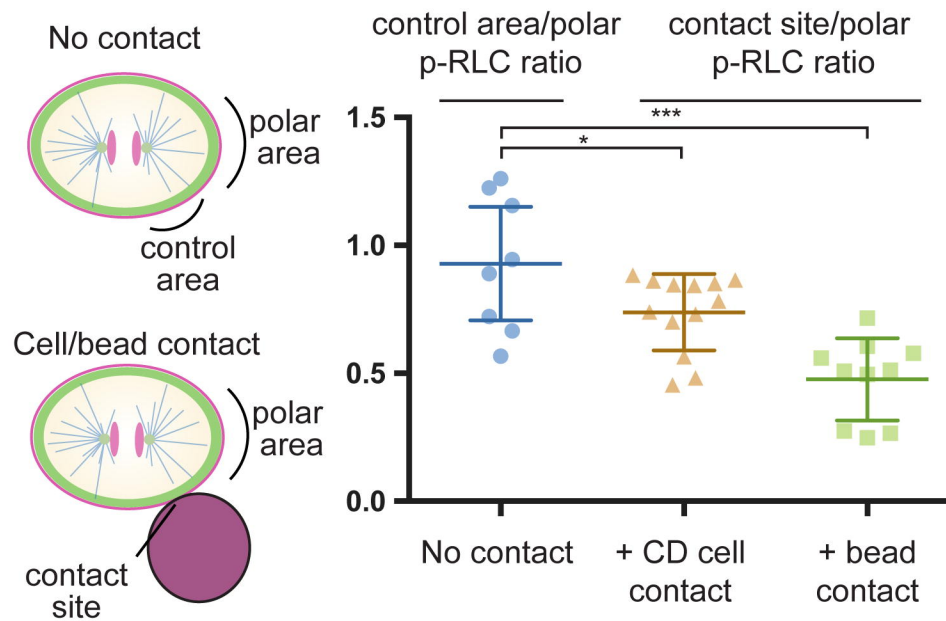 No contact
polar
area
control
area
Cell/bead contact
polar
area
contact
site
control area/polar
p-RLC ratio
contact site/polar
p-RLC ratio
***
*
1.5
1.0
0.5
0.0
No contact
+ CD cell
contact
+ bead
contact